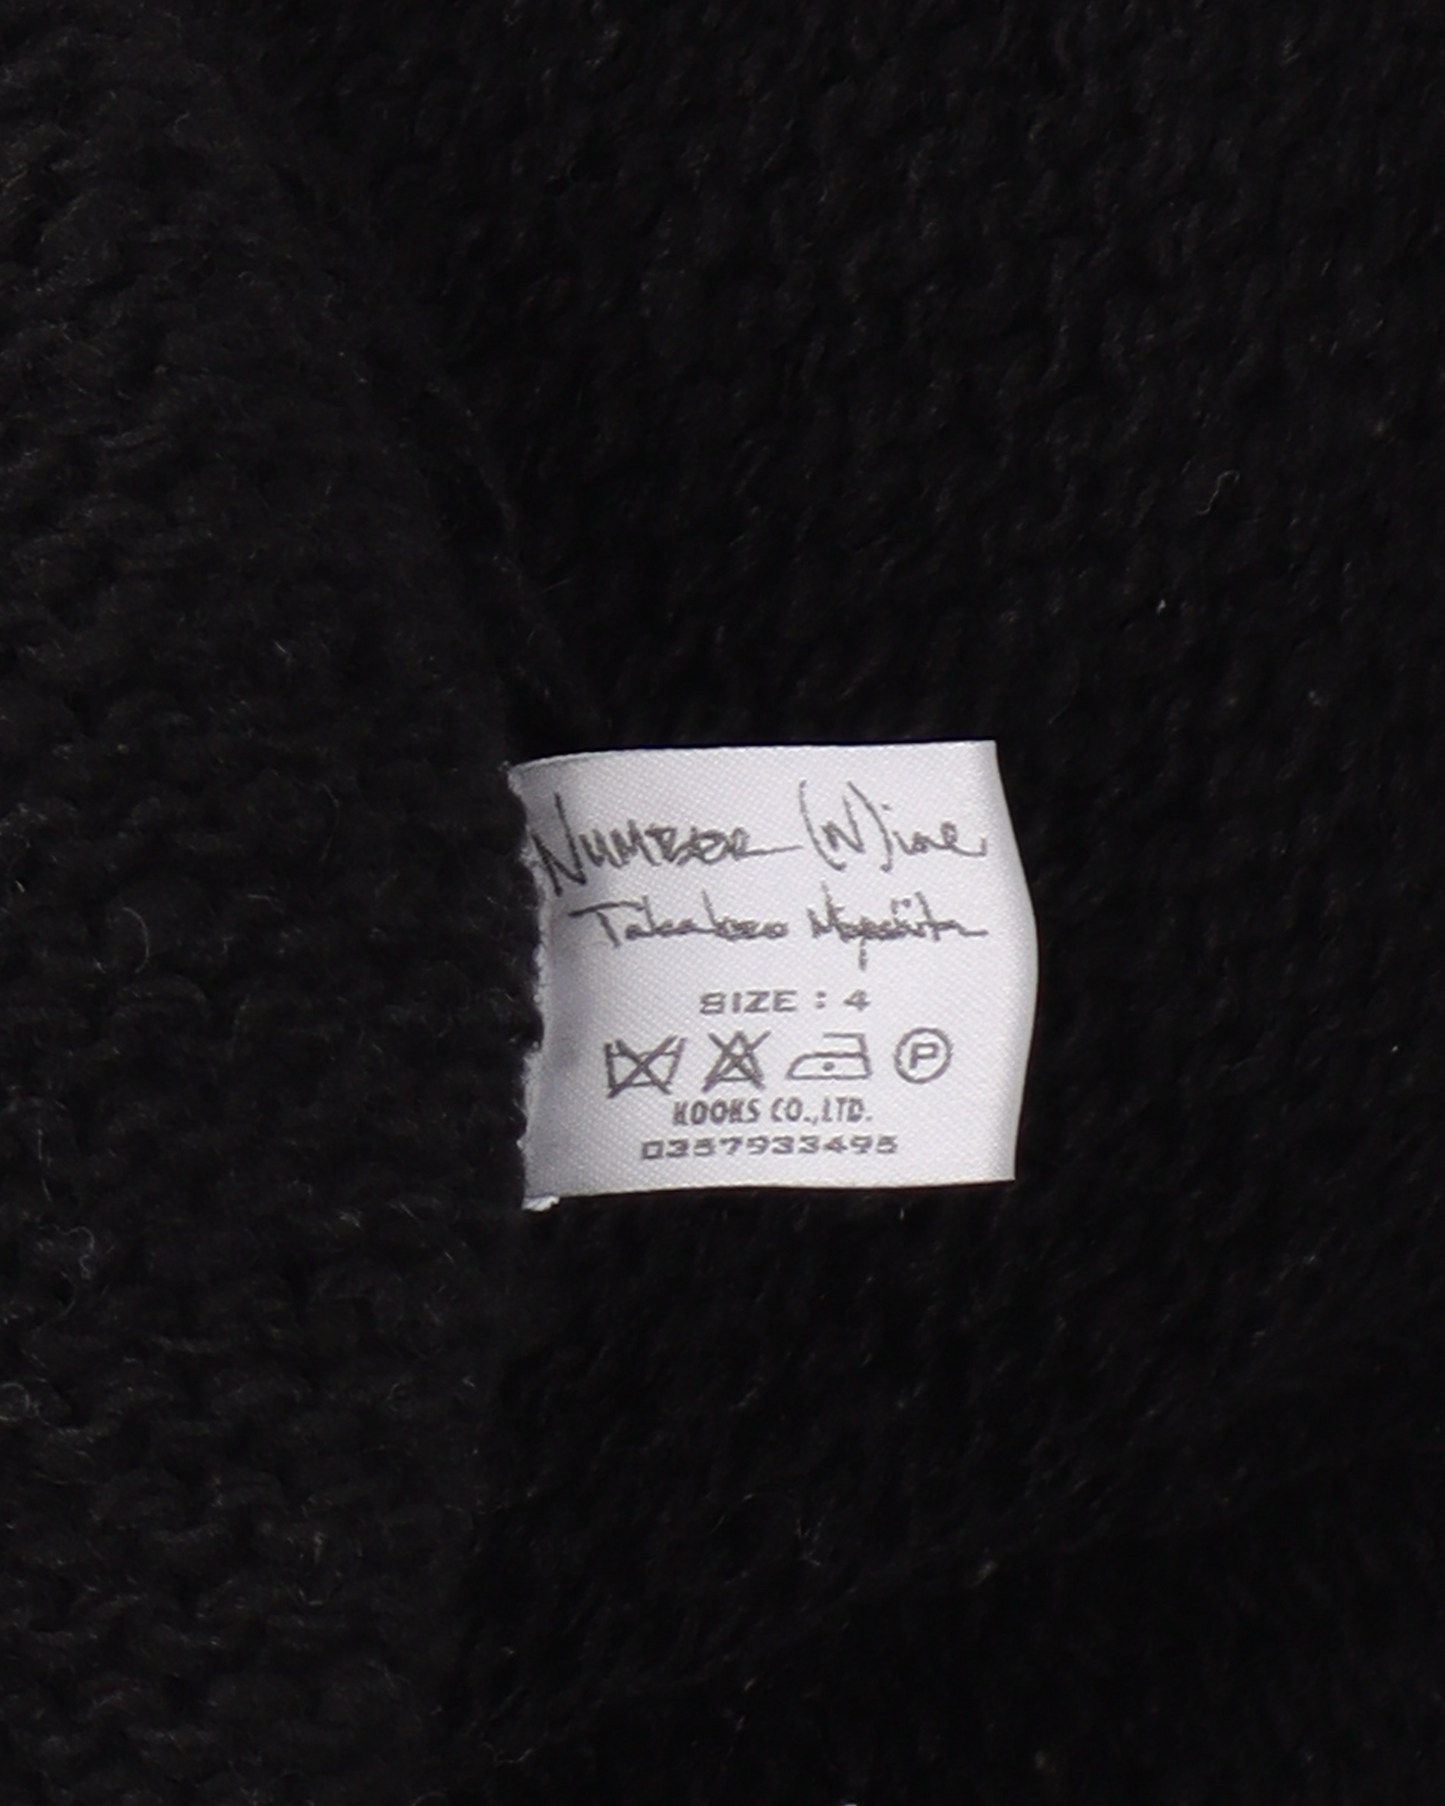 Number (N)ine
Takahiro Miyashita
SIZE : 4
P
KOOKS CO.,LTD.
0357933495